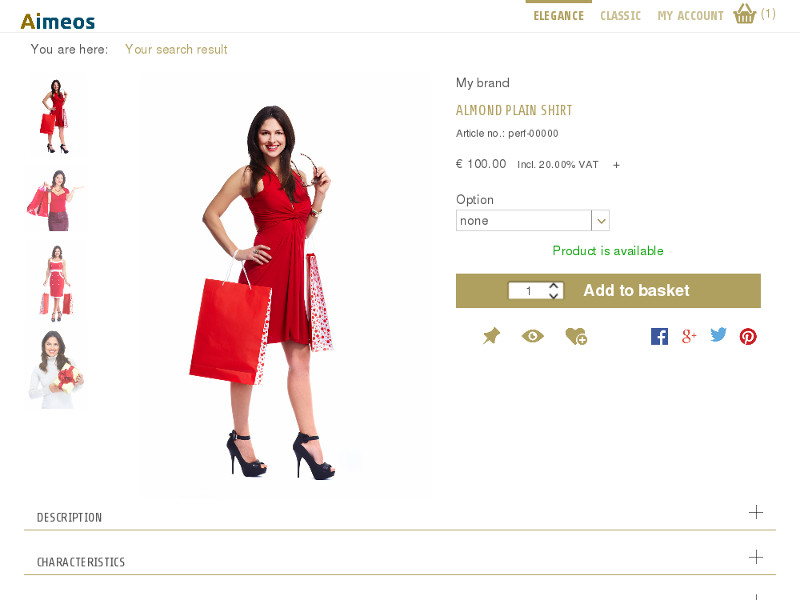 Aimeos
ELEGANCE CLASSIC MY ACCOUNT (1)
You are here: Your search result
My brand
ALMOND PLAIN SHIRT
Article no.: perf-00000
€ 100.00 Incl. 20.00% VAT +
Option
none
Product is available
1 Add to basket
DESCRIPTION
CHARACTERISTICS